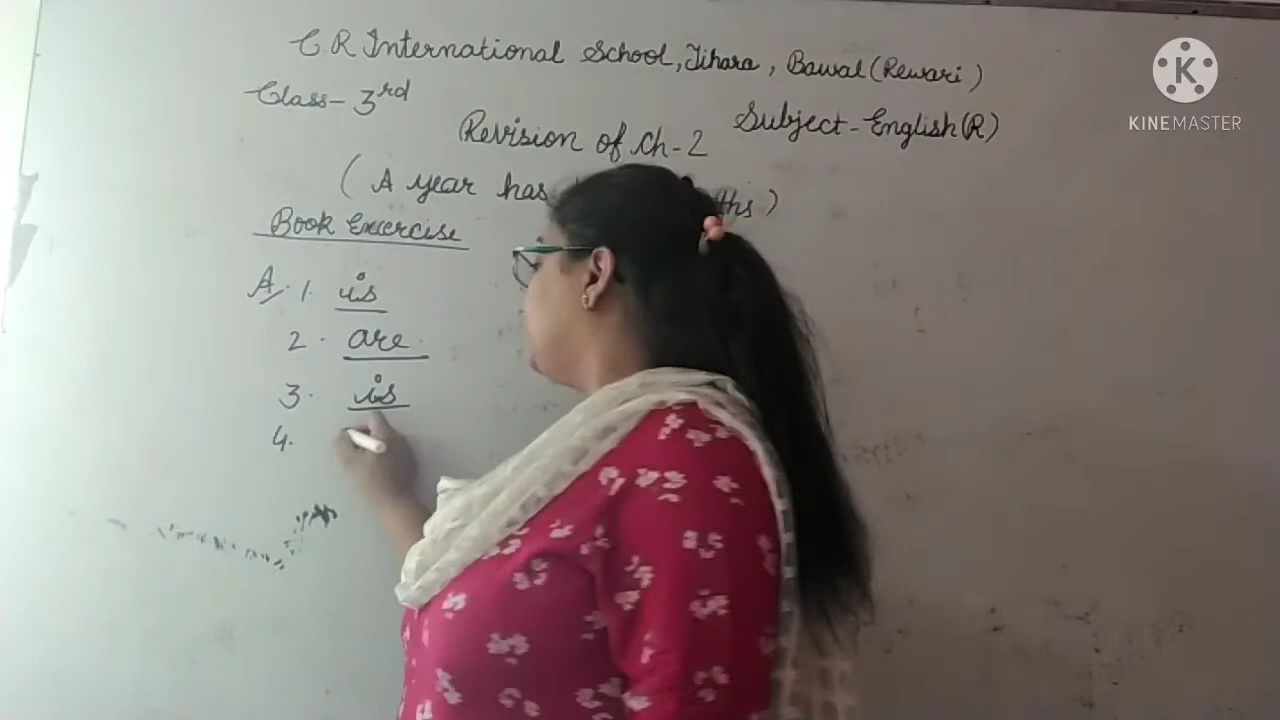 C R International School, Jihara, Bawal (Rewari)
Class- 3rd
Subject- English(R)
Revision of Ch-2
( A year has ths )
Book Excercise
A. 1. is
2. are.
3. is
4.
K
KINEMASTER